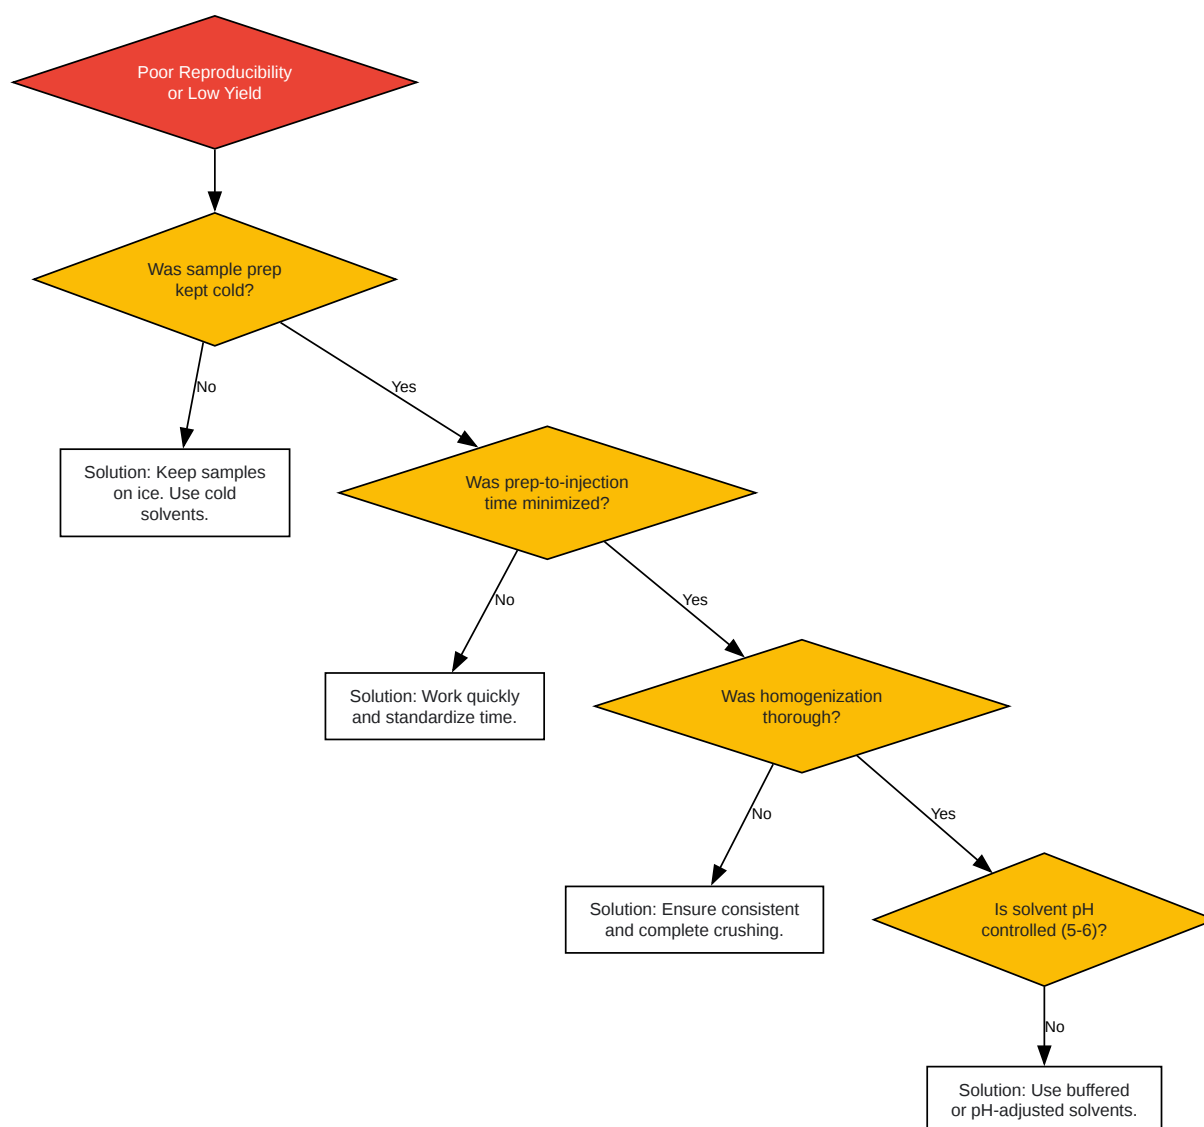 Poor Reproducibility
or Low Yield
Was sample prep
kept cold?
No
Yes
Solution: Keep samples
on ice. Use cold
solvents.
Was prep-to-injection
time minimized?
No
Yes
Solution: Work quickly
and standardize time.
Was homogenization
thorough?
No
Yes
Solution: Ensure consistent
and complete crushing.
Is solvent pH
controlled (5-6)?
No
Solution: Use buffered
or pH-adjusted solvents.